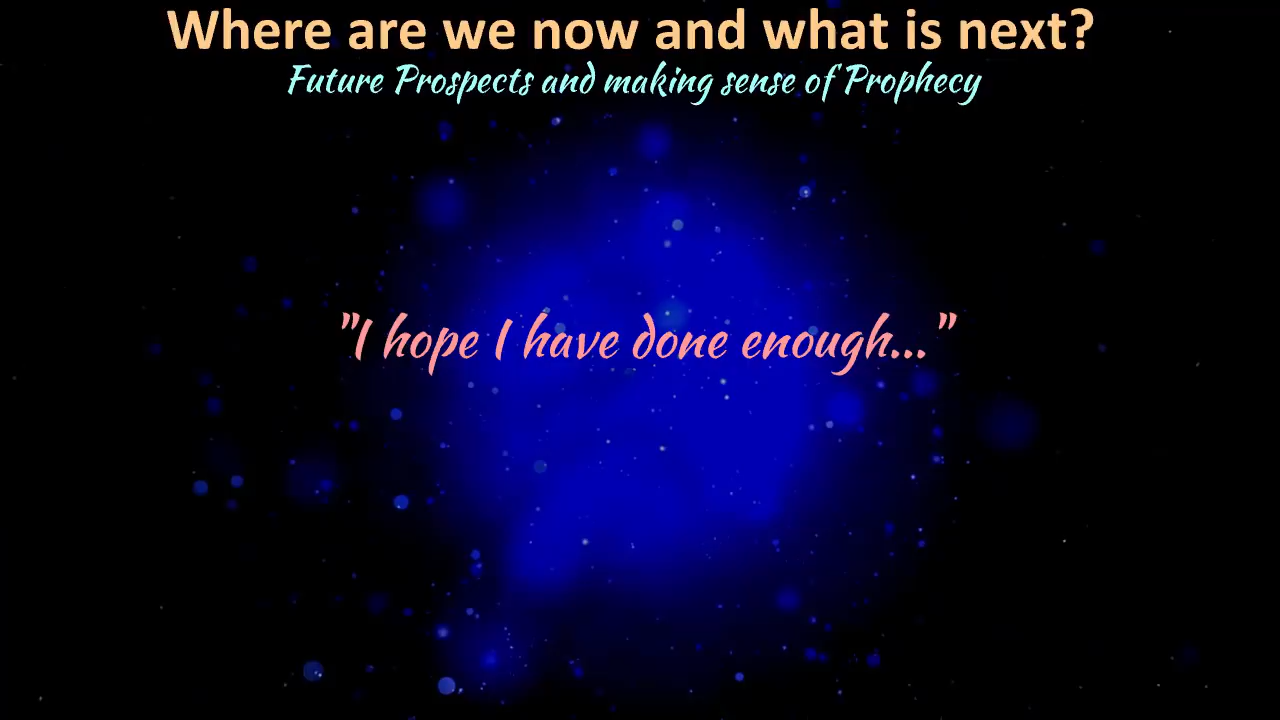 Where are we now and what is next?
Future Prospects and making sense of Prophecy
"I hope I have done enough..."